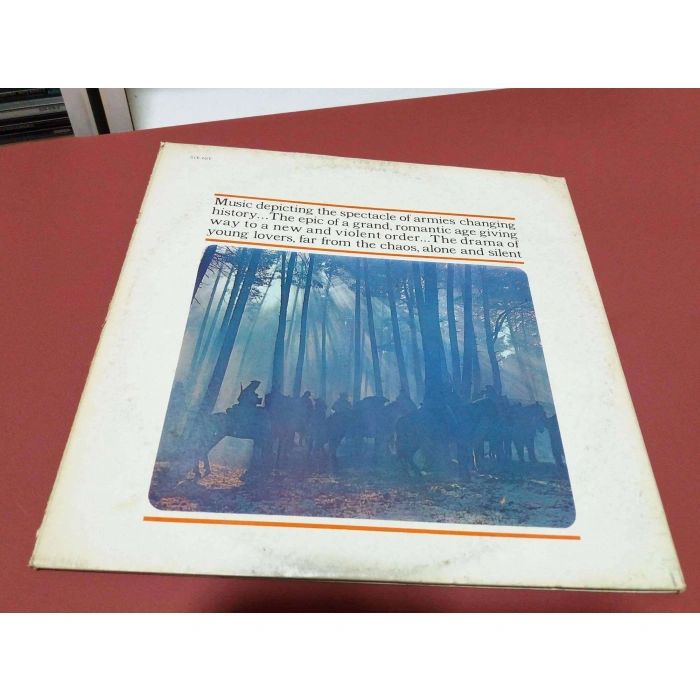 Music depicting the spectacle of armies changing
history...The epic of a grand, romantic age giving
way to a new and violent order...The drama of
young lovers, far from the chaos, alone and silent